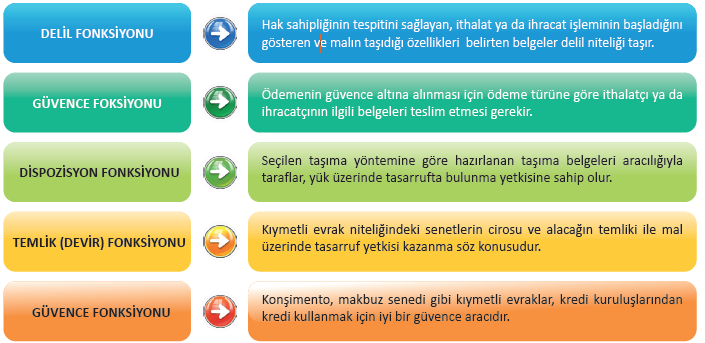 DELİL FONKSİYONU
Hak sahipliğinin tespitini sağlayan, ithalat ya da ihracat işleminin başladığını
gösteren ve malın taşıdığı özellikleri belirten belgeler delil niteliği taşır.
GÜVENCE FOKSİYONU
Ödemenin güvence altına alınması için ödeme türüne göre ithalatçı ya da
ihracatçının ilgili belgeleri teslim etmesi gerekir.
DİSPOZİSYON FONKSİYONU
Seçilen taşıma yöntemine göre hazırlanan taşıma belgeleri aracılığıyla
taraflar, yük üzerinde tasarrufta bulunma yetkisine sahip olur.
TEMLİK (DEVİR) FONKSİYONU
Kıymetli evrak niteliğindeki senetlerin cirosu ve alacağın temliki ile mal
üzerinde tasarruf yetkisi kazanma söz konusudur.
GÜVENCE FONKSİYONU
Konşimento, makbuz senedi gibi kıymetli evraklar, kredi kuruluşlarından
kredi kullanmak için iyi bir güvence aracıdır.